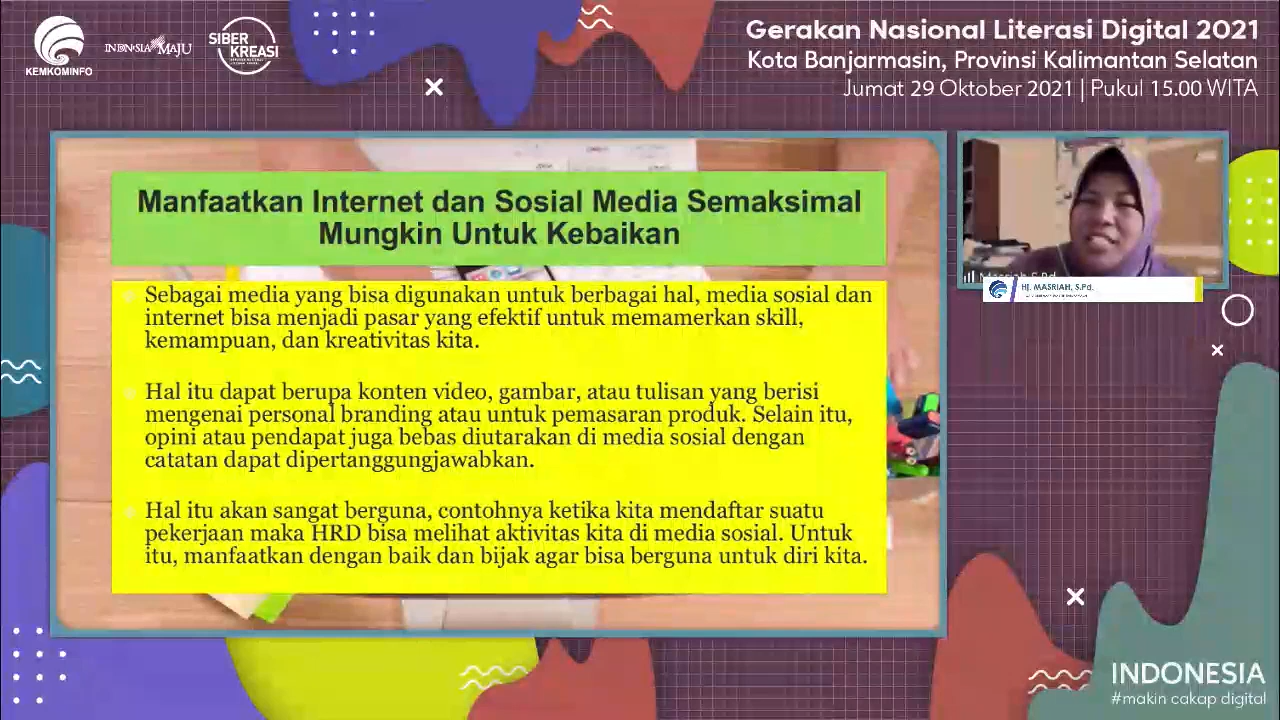 KEMKOMINFO
INDONESIA MAJU
SIBER
KREASI
Gerakan Nasional Literasi Digital 2021
Kota Banjarmasin, Provinsi Kalimantan Selatan
Jumat 29 Oktober 2021 | Pukul 15.00 WITA
Manfaatkan Internet dan Sosial Media Semaksimal
Mungkin Untuk Kebaikan
Sebagai media yang bisa digunakan untuk berbagai hal, media sosial dan
internet bisa menjadi pasar yang efektif untuk memamerkan skill,
kemampuan, dan kreativitas kita.
Hal itu dapat berupa konten video, gambar, atau tulisan yang berisi
mengenai personal branding atau untuk pemasaran produk. Selain itu,
opini atau pendapat juga bebas diutarakan di media sosial dengan
catatan dapat dipertanggungjawabkan.
Hal itu akan sangat berguna, contohnya ketika kita mendaftar suatu
pekerjaan maka HRD bisa melihat aktivitas kita di media sosial. Untuk
itu, manfaatkan dengan baik dan bijak agar bisa berguna untuk diri kita.
Masriah S.Pd
HJ. MASRIAH, S.Pd.
INDONESIA
#makin cakap digital